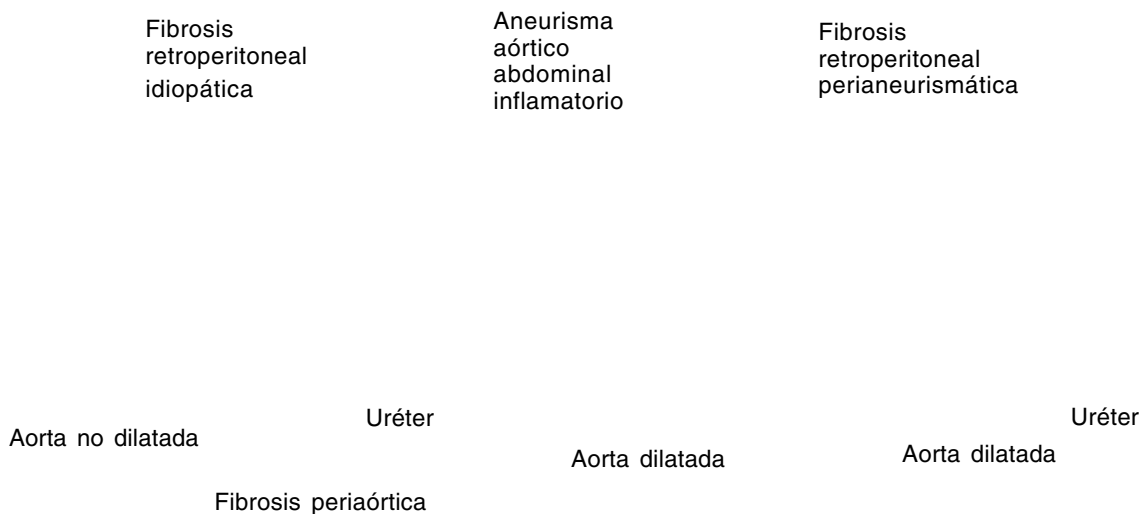 Fibrosis
retroperitoneal
idiopática
Aneurisma
aórtico
abdominal
inflamatorio
Fibrosis
retroperitoneal
perianeurismática
Aorta no dilatada
Uréter
Fibrosis periaórtica
Aorta dilatada
Aorta dilatada
Uréter